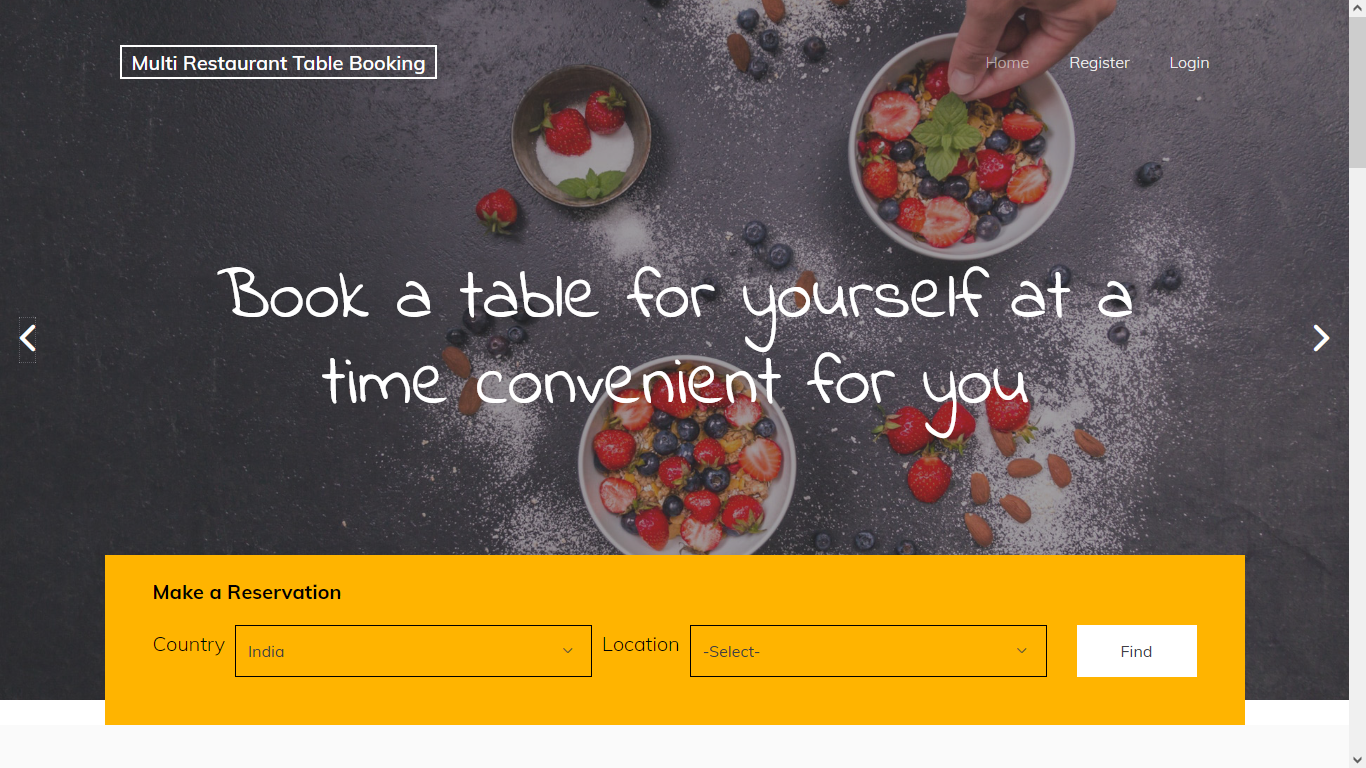 Multi Restaurant Table Booking
Home Register Login
Book a table for yourself at a
time convenient for you
Make a Reservation
Country India Location -Select- Find